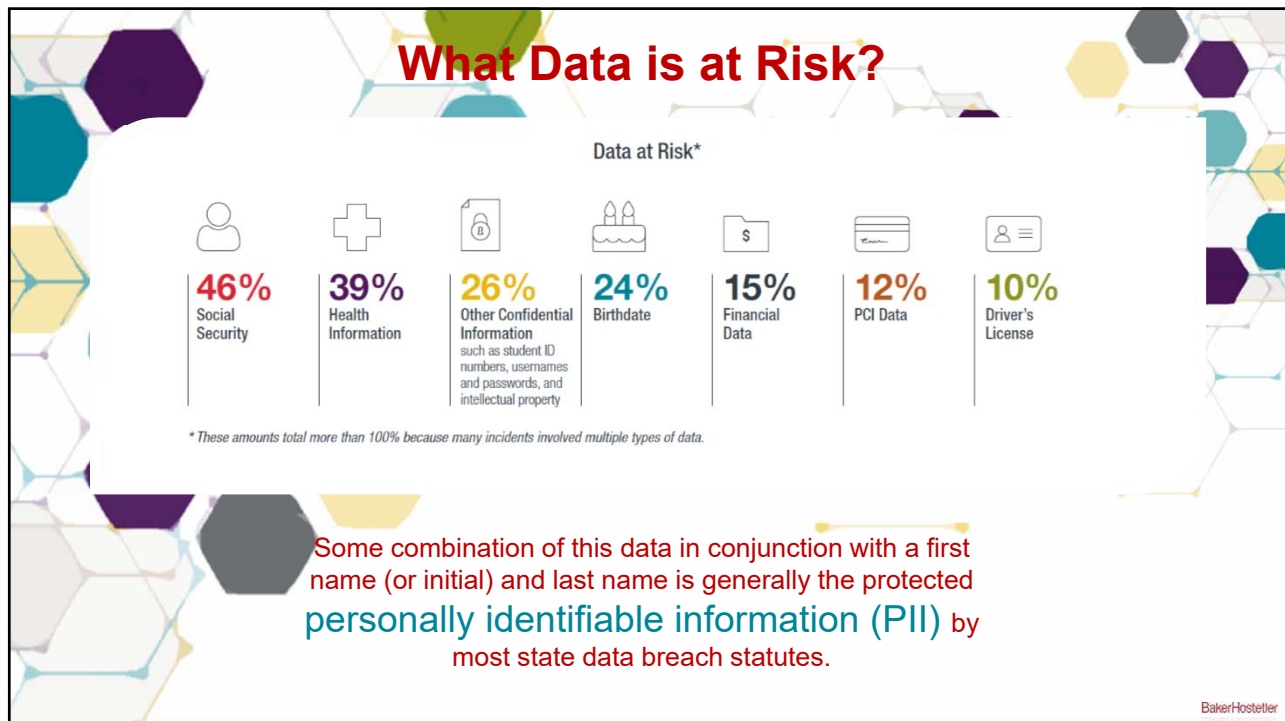 What Data is at Risk?
Data at Risk*
$
46%
Social
Security
39%
Health
Information
26%
Other Confidential
Information
such as student ID
numbers, usernames
and passwords, and
intellectual property
24%
Birthdate
15%
Financial
Data
12%
PCI Data
10%
Driver's
License
* These amounts total more than 100% because many incidents involved multiple types of data.
Some combination of this data in conjunction with a first
name (or initial) and last name is generally the protected
personally identifiable information (PII) by
most state data breach statutes.
BakerHostetler